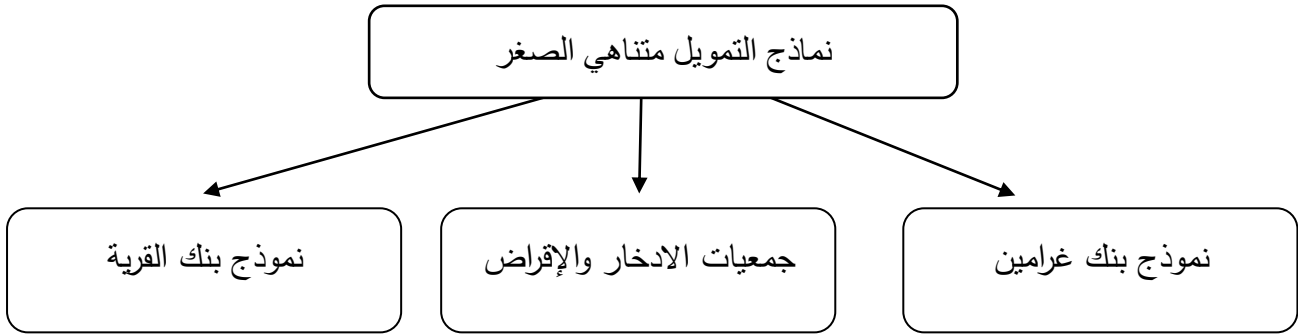 نماذج التمويل متناهي الصغر
نموذج بنك غرامين
جمعيات الادخار والإقراض
نموذج بنك القرية